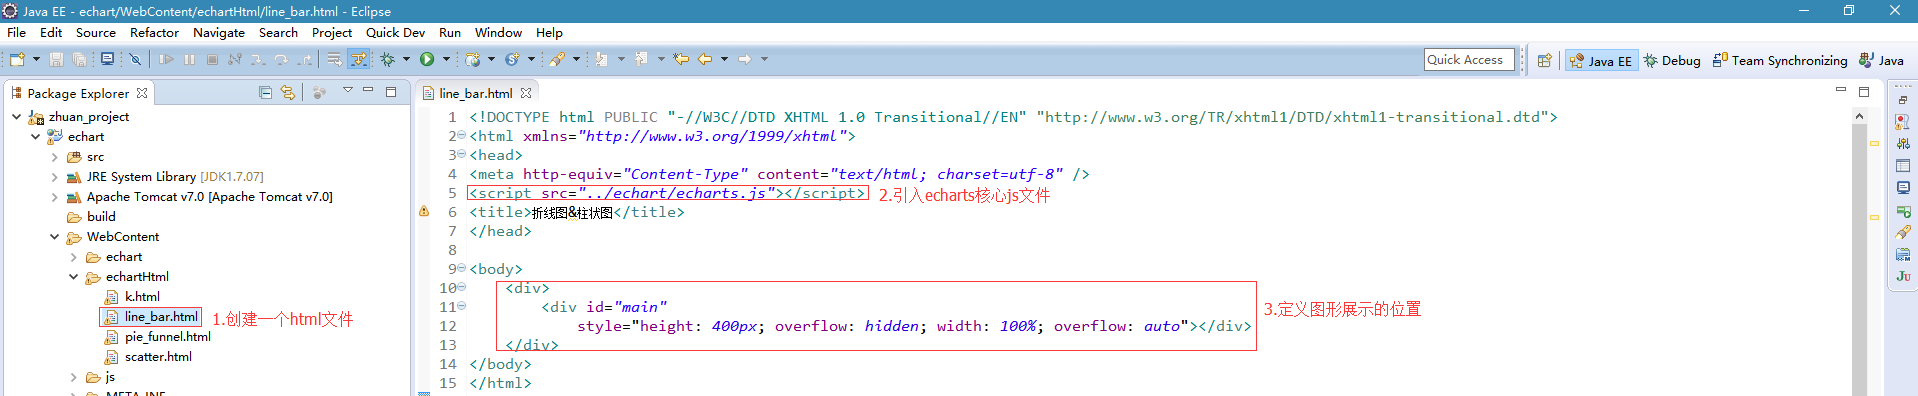 Java EE - echart/WebContent/echartHtml/line_bar.html - Eclipse
File Edit Source Refactor Navigate Search Project Quick Dev Run Window Help
Quick Access
Java EE Debug Team Synchronizing Java
Package Explorer
zhuan_project
echart
src
JRE System Library [JDK1.7.07]
Apache Tomcat v7.0 [Apache Tomcat v7.0]
build
WebContent
echart
echartHtml
k.html
line_bar.html
1.创建一个html文件
pie_funnel.html
scatter.html
js
META-INF
line_bar.html
1 <!DOCTYPE html PUBLIC "-//W3C//DTD XHTML 1.0 Transitional//EN" "http://www.w3.org/TR/xhtml1/DTD/xhtml1-transitional.dtd">
2 <html xmlns="http://www.w3.org/1999/xhtml">
3 <head>
4 <meta http-equiv="Content-Type" content="text/html; charset=utf-8" />
5 <script src="../echart/echarts.js"></script> 2.引入echarts核心js文件
6 <title>折线图&柱状图</title>
7 </head>
8
9 <body>
10 <div>
11 <div id="main"
3.定义图形展示的位置
12 style="height: 400px; overflow: hidden; width: 100%; overflow: auto"></div>
13 </div>
14 </body>
15 </html>